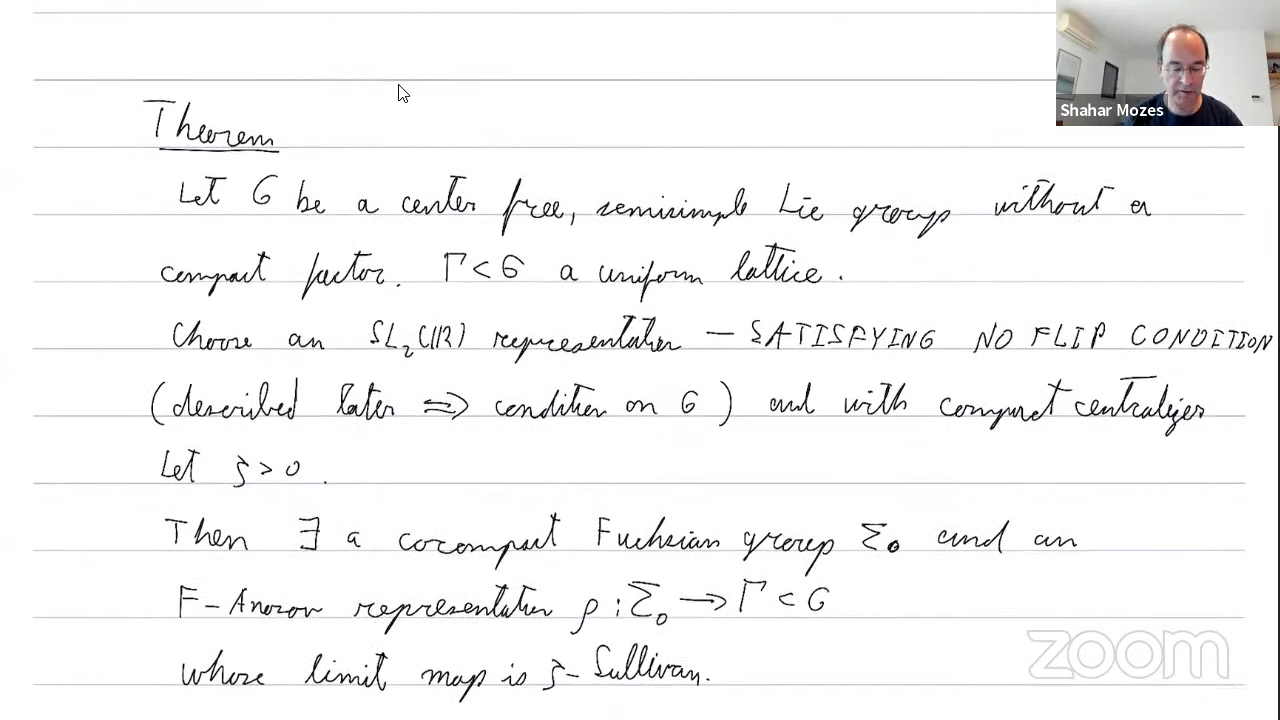 Shahar Mozes
Theorem
Let G be a center free, semisimple Lie group without a
compact factor. Γ < G a uniform lattice.
Choose an SL₂(ℝ) representation — SATISFYING NO FLIP CONDITION
(described later ⇔ condition on G) and with compact centralizer
Let ζ > 0.
Then ∃ a cocompact Fuchsian group Σ₀ and an
F-Anosov representation ρ : Σ₀ → Γ < G
whose limit map is ζ-Sullivan.
zoom